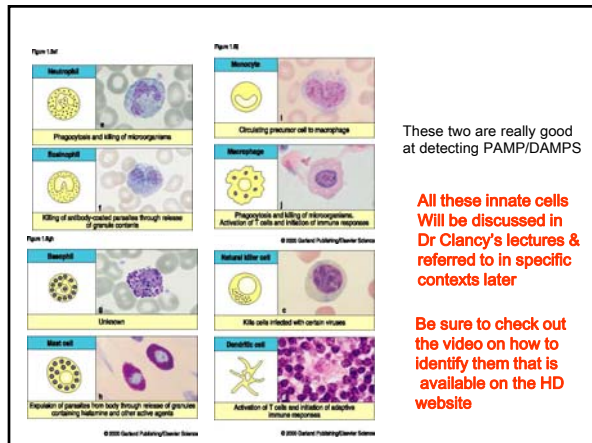 Figure 1.5ef
Neutrophil
e
Phagocytosis and killing of microorganisms
Eosinophil
f
Killing of antibody-coated parasites through release
of granule contents
Figure 1.5gh
Basophil
g
Unknown
Mast cell
h
Expulsion of parasites from body through release of granules
containing histamine and other active agents
© 2000 Garland Publishing/Elsevier Science
Monocyte
i
Circulating precursor cell to macrophage
Macrophage
j
Phagocytosis and killing of microorganisms.
Activation of T cells and initiation of immune responses
© 2000 Garland Publishing/Elsevier Science
Natural killer cell
c
Kills cells infected with certain viruses
Dendritic cell
Activation of T cells and initiation of adaptive
immune responses
© 2000 Garland Publishing/Elsevier Science
These two are really good
at detecting PAMP/DAMPS
All these innate cells
Will be discussed in
Dr Clancy's lectures &
referred to in specific
contexts later
Be sure to check out
the video on how to
identify them that is
available on the HD
website